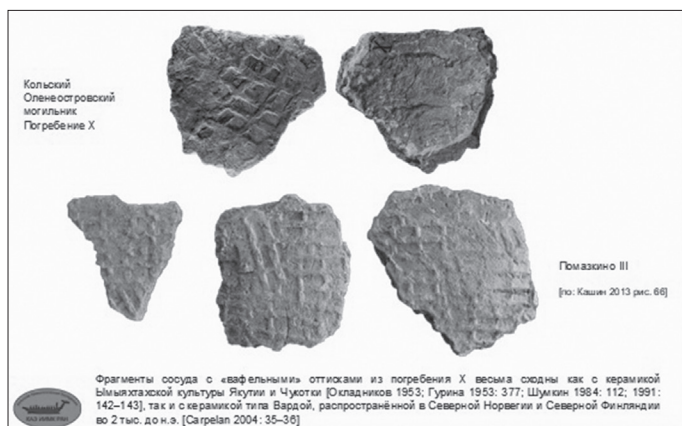 Кольский
Оленеостровский
могильник
Погребение X
Помазкино III
[по: Кашин 2013 рис. 66]
Фрагменты сосуда с «вафельными» оттисками из погребения X весьма сходны как с керамикой
Ымыяхтахской культуры Якутии и Чукотки [Окладников 1953; Гурина 1953: 377; Шумкин 1984: 112; 1991:
142–143], так и с керамикой типа Вардой, распространённой в Северной Норвегии и Северной Финляндии
во 2 тыс. до н.э. [Carpelan 2004: 35–36]